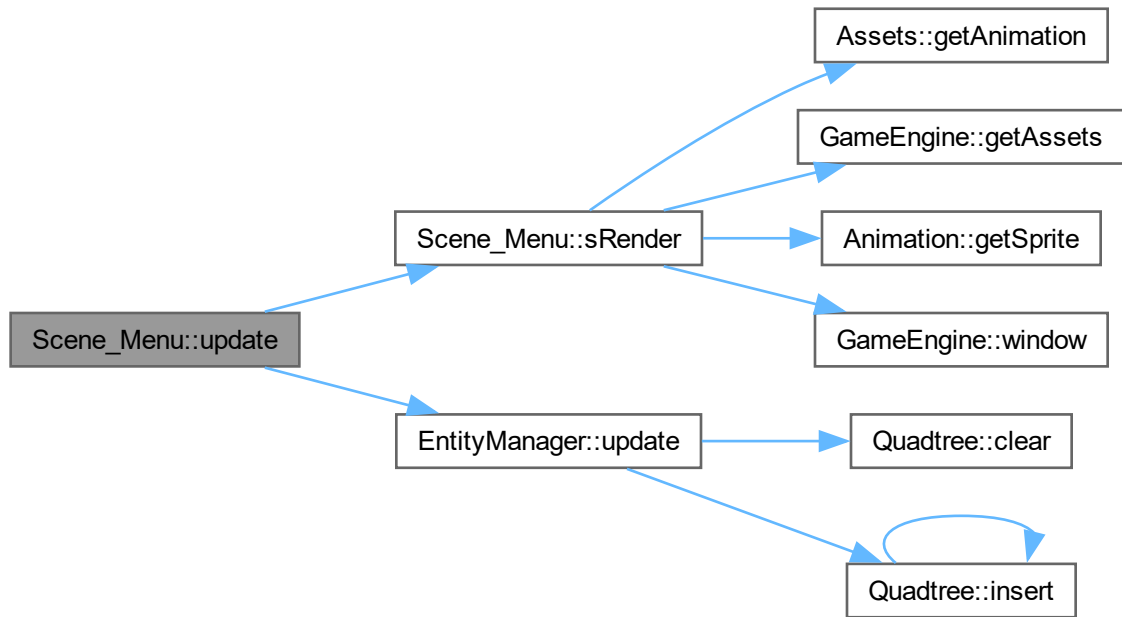 Assets::getAnimation
GameEngine::getAssets
Scene_Menu::sRender
Animation::getSprite
Scene_Menu::update
GameEngine::window
EntityManager::update
Quadtree::clear
Quadtree::insert